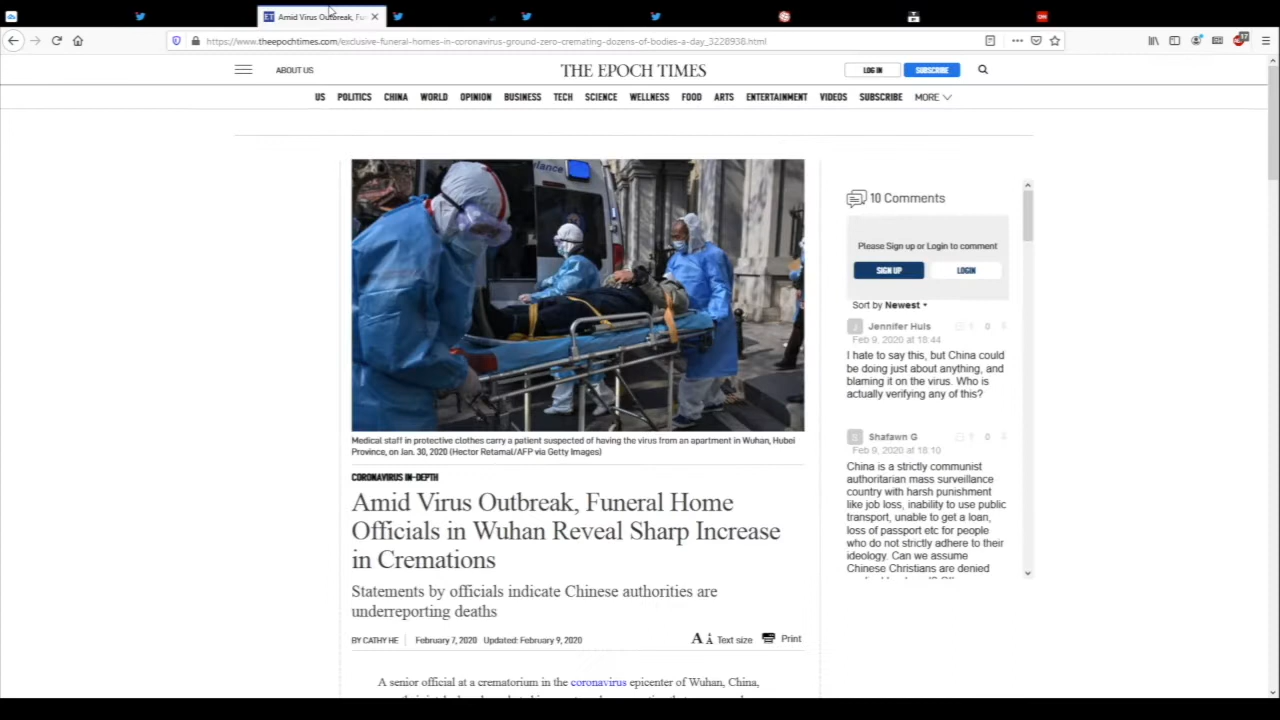 Amid Virus Outbreak, Fu
https://www.theepochtimes.com/exclusive-funeral-homes-in-coronavirus-ground-zero-cremating-dozens-of-bodies-a-day_3228938.html
ABOUT US
THE EPOCH TIMES
LOG IN
SUBSCRIBE
US POLITICS CHINA WORLD OPINION BUSINESS TECH SCIENCE WELLNESS FOOD ARTS ENTERTAINMENT VIDEOS SUBSCRIBE MORE
Medical staff in protective clothes carry a patient suspected of having the virus from an apartment in Wuhan, Hubei
Province, on Jan. 30, 2020 (Hector Retamal/AFP via Getty Images)
CORONAVIRUS IN-DEPTH
Amid Virus Outbreak, Funeral Home
Officials in Wuhan Reveal Sharp Increase
in Cremations
Statements by officials indicate Chinese authorities are
underreporting deaths
BY CATHY HE February 7, 2020 Updated: February 9, 2020 A A Text size Print
A senior official at a crematorium in the coronavirus epicenter of Wuhan, China,
10 Comments
Please Sign up or Login to comment
SIGN UP LOGIN
Sort by Newest
J Jennifer Huls 0
Feb 9, 2020 at 18:44
I hate to say this, but China could
be doing just about anything, and
blaming it on the virus. Who is
actually verifying any of this?
S Shafawn G 0
Feb 9, 2020 at 18:10
China is a strictly communist
authoritarian mass surveillance
country with harsh punishment
like job loss, inability to use public
transport, unable to get a loan,
loss of passport etc for people
who do not strictly adhere to their
ideology. Can we assume
Chinese Christians are denied